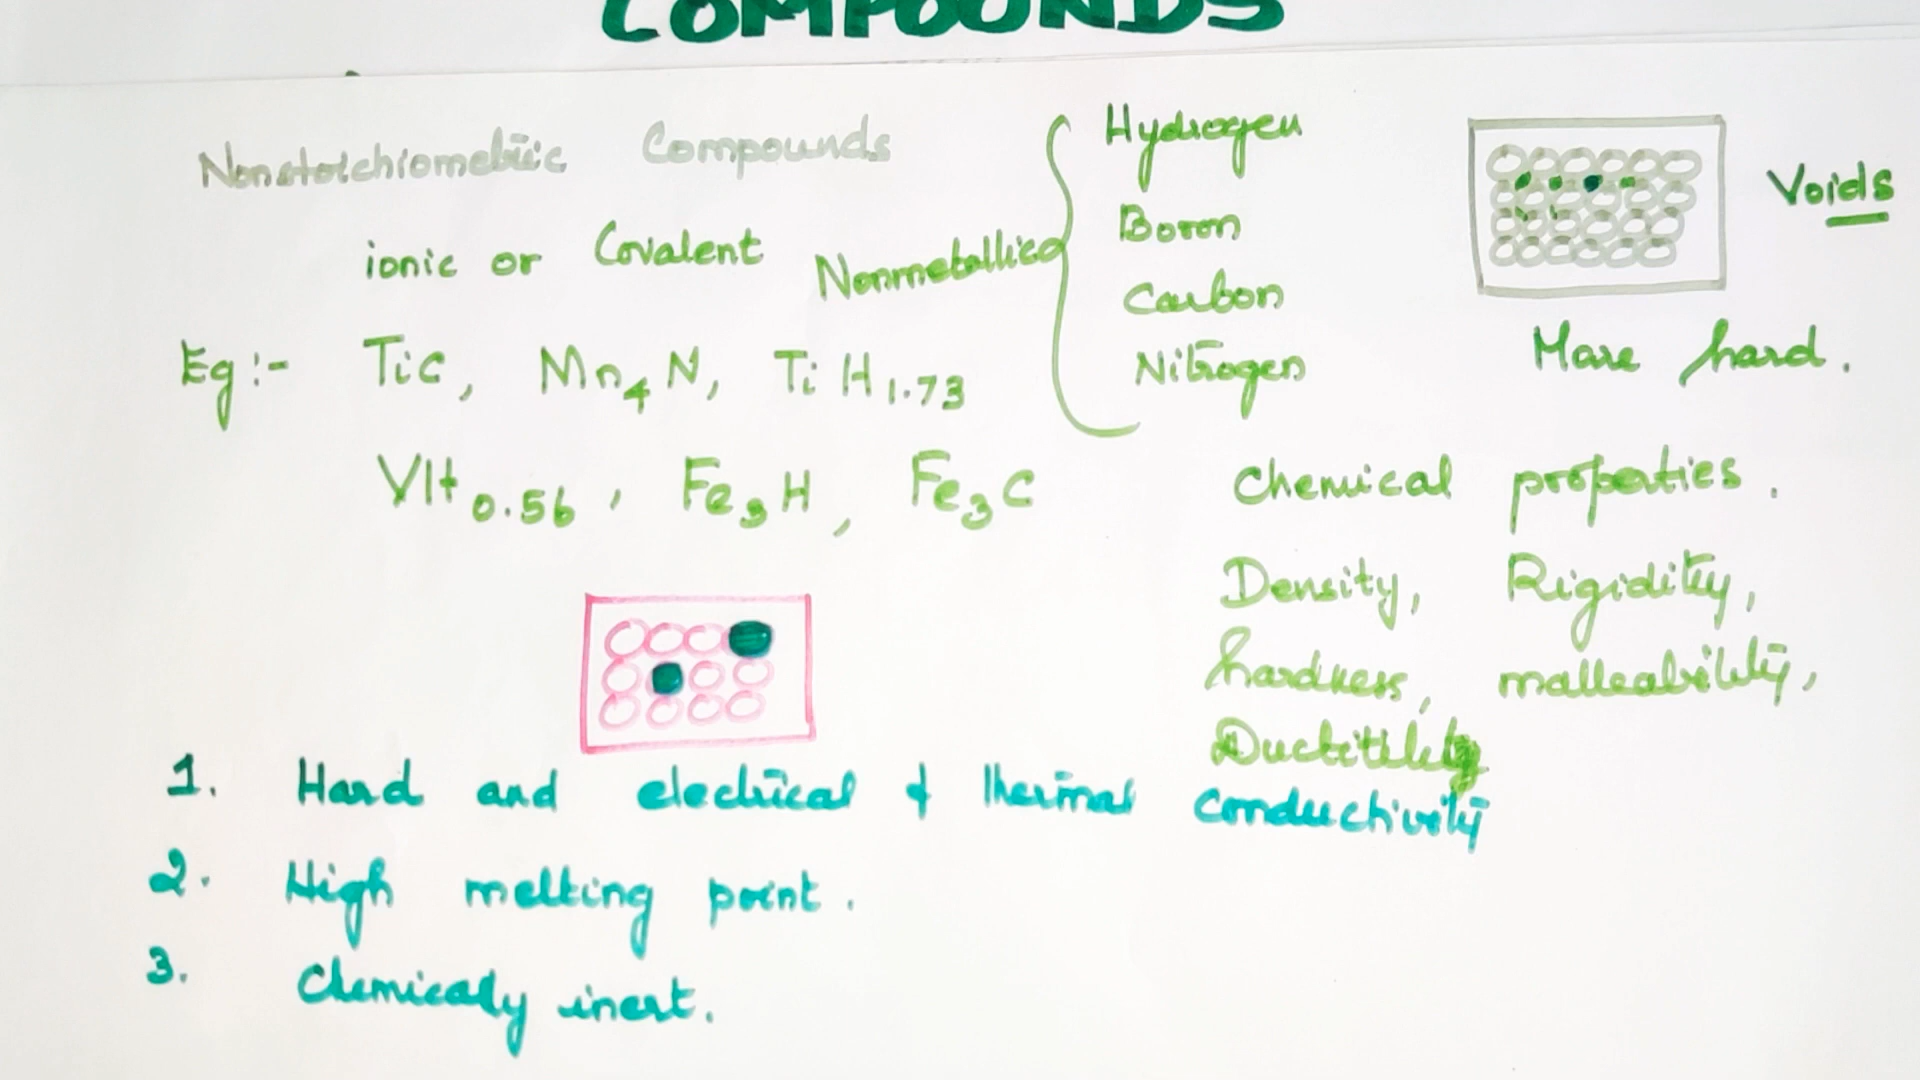 COMPOUNDS
Nonstoichiometric Compounds
ionic or Covalent
Nonmetallic
Hydrogen
Boron
Carbon
Nitrogen
Voids
More hard.
Eg:- TiC, Mn4N, TiH1.73
VH0.56, Fe3H, Fe3C
Chemical properties.
Density, Rigidity,
hardness, malleability,
Ductility
1. Hard and electrical & thermal conductivity
2. High melting point.
3. Chemically inert.